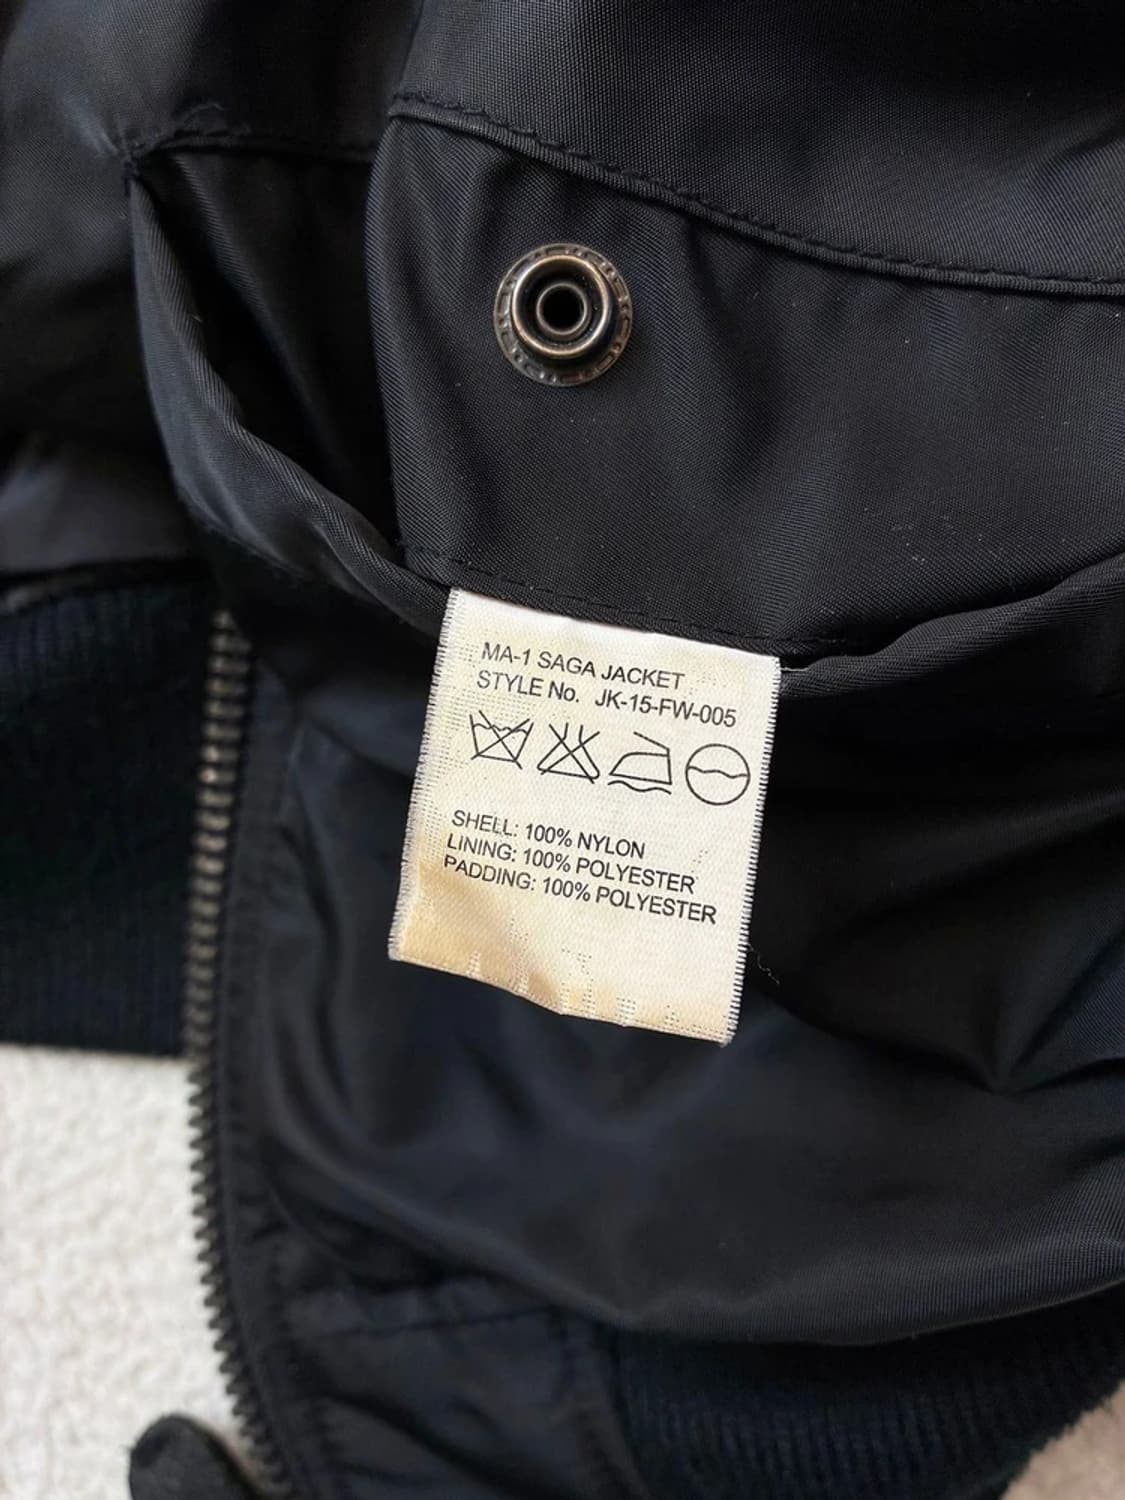 MA-1 SAGA JACKET
STYLE No. JK-15-FW-005
SHELL: 100% NYLON
LINING: 100% POLYESTER
PADDING: 100% POLYESTER